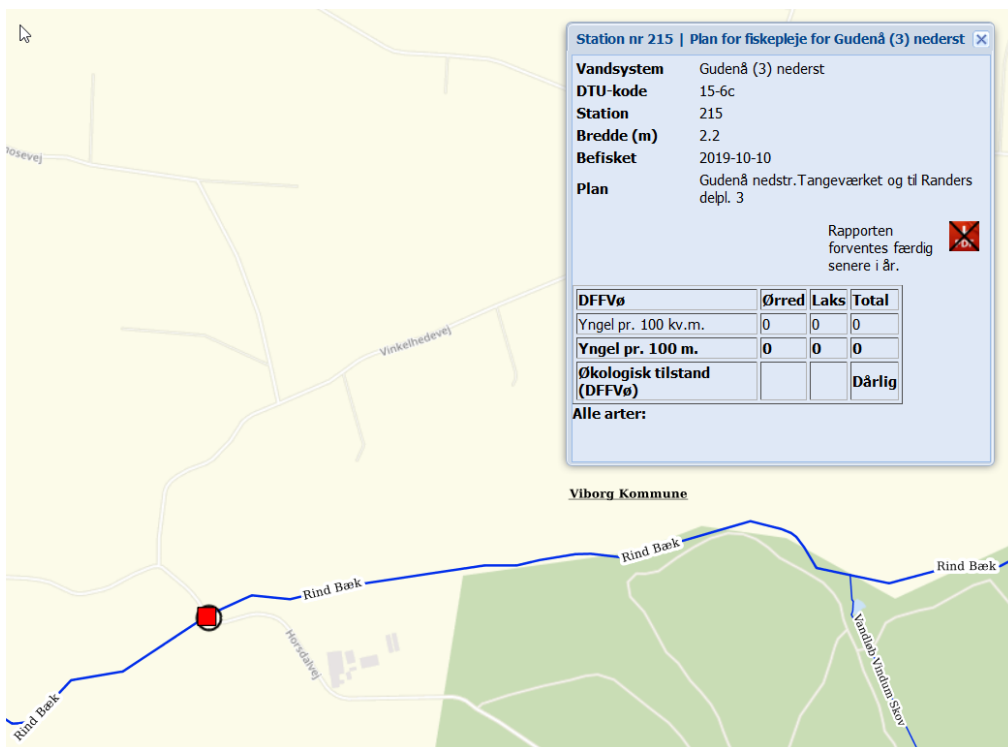 Station nr 215 | Plan for fiskepleje for Gudenå (3) nederst
Vandsystem Gudenå (3) nederst
DTU-kode 15-6c
Station 215
Bredde (m) 2.2
Befisket 2019-10-10
Plan Gudenå nedstr.Tangeværket og til Randers
delpl. 3
Rapporten
forventes færdig
senere i år.
DFFVø Ørred Laks Total
Yngel pr. 100 kv.m. 0 0 0
Yngel pr. 100 m. 0 0 0
Økologisk tilstand
(DFFVø) Dårlig
Alle arter:
Vinkelhedevej
Viborg Kommune
Rind Bæk
Rind Bæk
Rind Bæk
Horsdalvej
Vandløb Vindum Skov
Rind Bæk